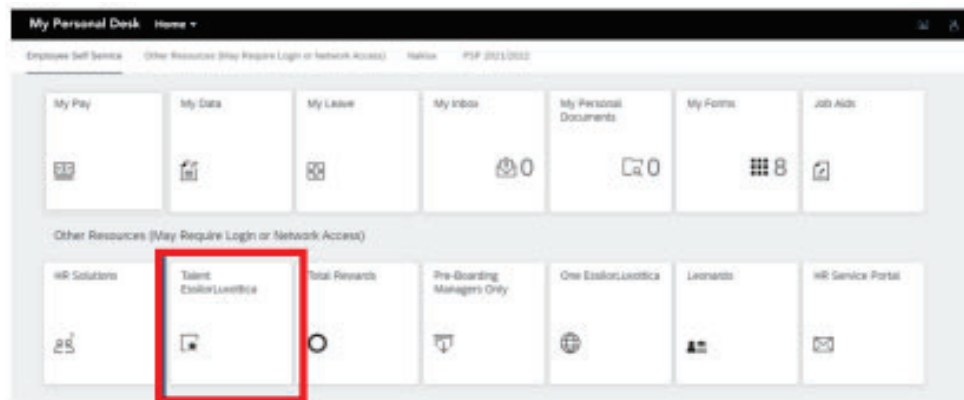 My Personal Desk Home
Employee Self Service Other Resources (May Require Login or Network Access) PSP 2021/2022
My Pay My Data My Leave My Inbox My Personal Documents My Forms Job Aids
0 0 8
Other Resources (May Require Login or Network Access)
HR Solutions Talent EssilorLuxottica Total Rewards Pre-Boarding Managers Only One EssilorLuxottica Leonardo HR Service Portal